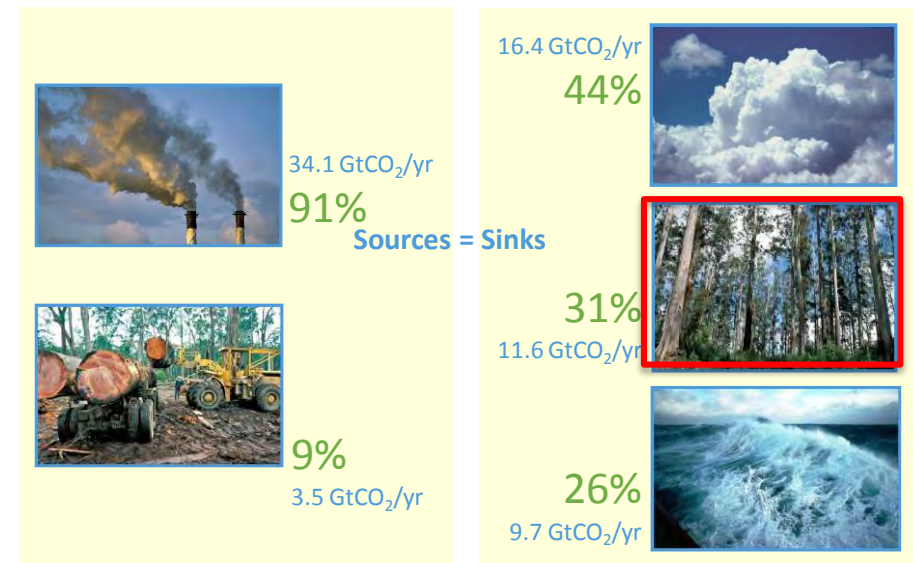 34.1 GtCO₂/yr
91%
Sources = Sinks
9%
3.5 GtCO₂/yr
16.4 GtCO₂/yr
44%
31%
11.6 GtCO₂/yr
26%
9.7 GtCO₂/yr